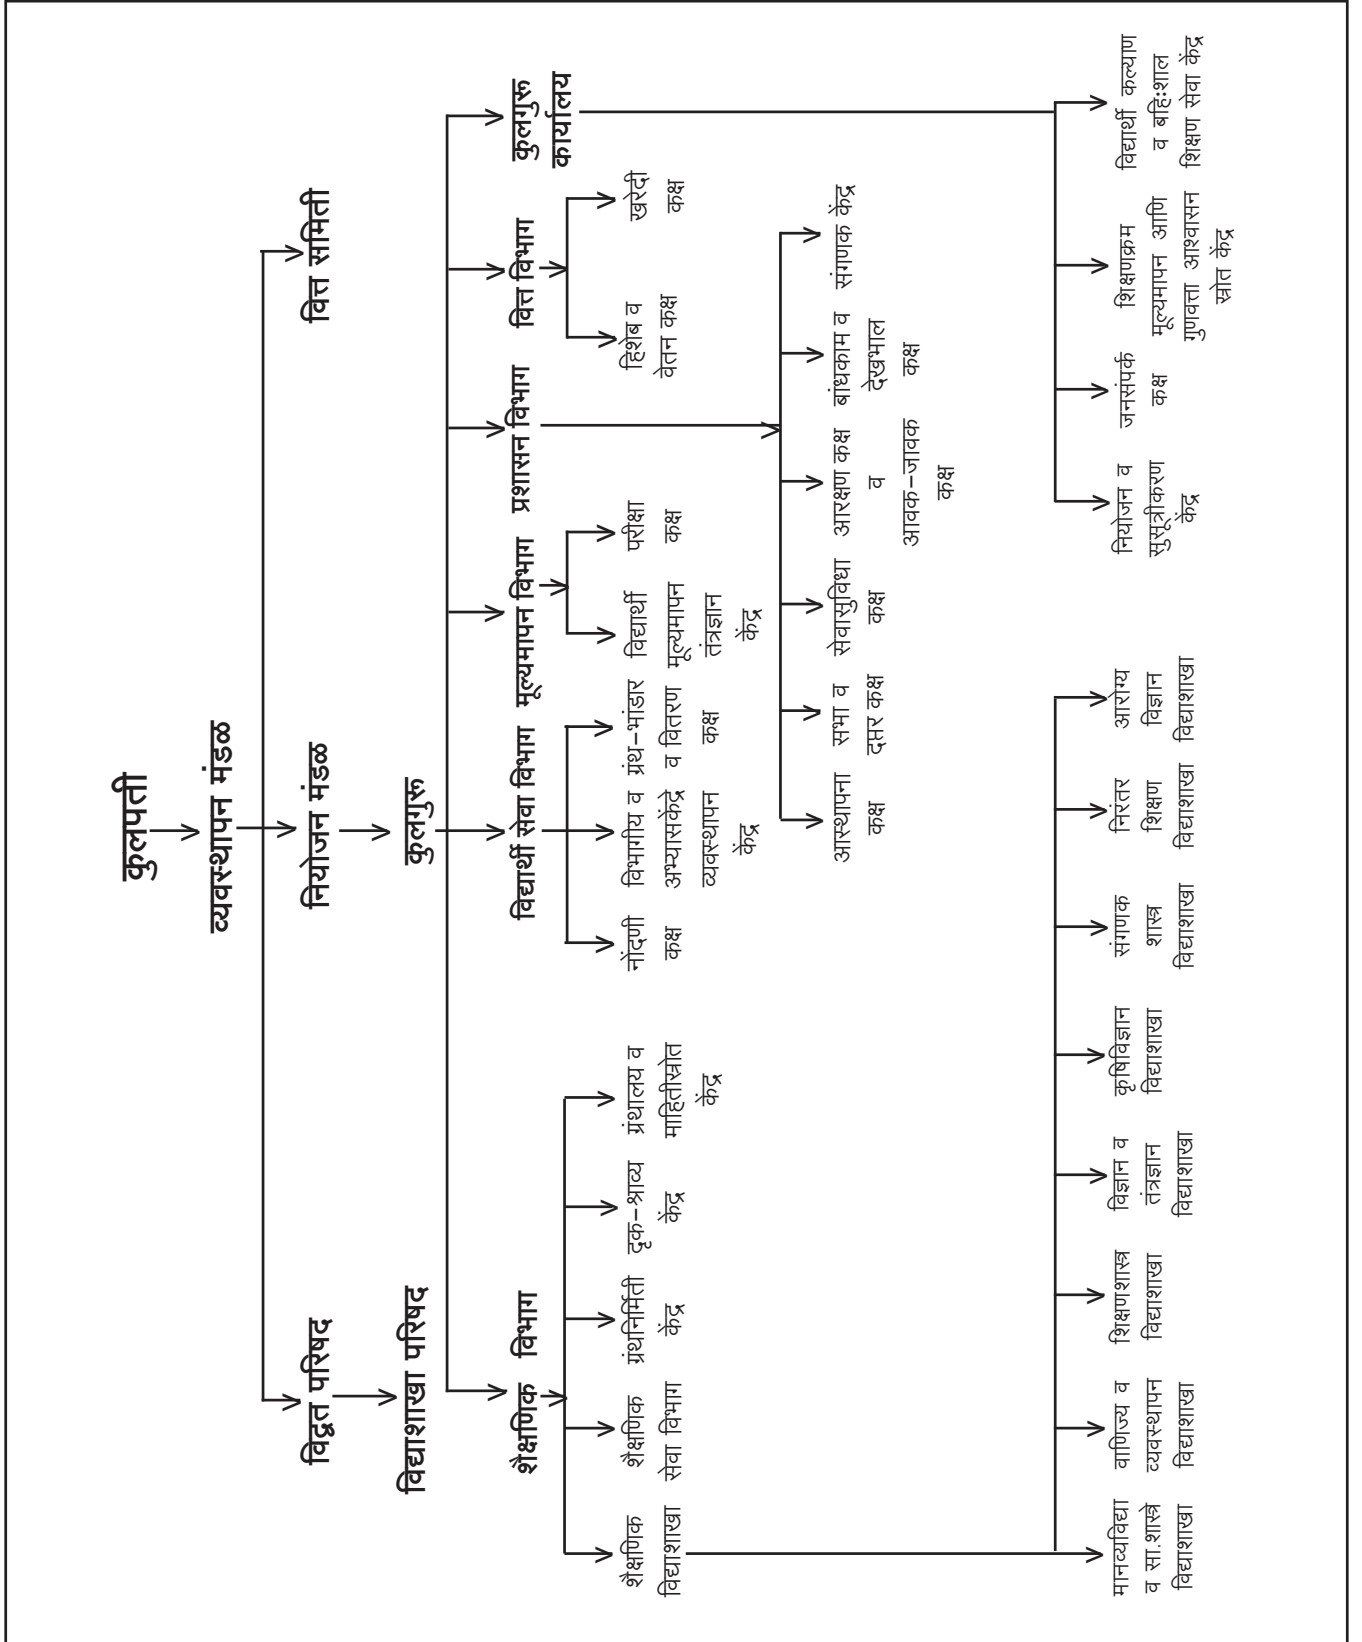 कुलपती
व्यवस्थापन मंडळ
विद्वत परिषद
नियोजन मंडळ
वित्त समिती
विद्याशाखा परिषद
कुलगुरू
शैक्षणिक विभाग
विद्यार्थी सेवा विभाग
मूल्यमापन विभाग
प्रशासन विभाग
वित्त विभाग
कुलगुरू
कार्यालय
शैक्षणिक
विद्याशाखा
शैक्षणिक
सेवा विभाग
ग्रंथनिर्मिती
केंद्र
दृक-श्राव्य
केंद्र
ग्रंथालय व
माहितीस्रोत
केंद्र
नोंदणी
कक्ष
विभागीय व
अभ्यासकेंद्र
व्यवस्थापन
केंद्र
ग्रंथ-भांडार
व वितरण
कक्ष
विद्यार्थी
मूल्यमापन
तंत्रज्ञान
केंद्र
परीक्षा
कक्ष
हिशेब व
वेतन कक्ष
खरेदी
कक्ष
आस्थापना
कक्ष
सभा व
दप्तर कक्ष
सेवासुविधा
कक्ष
आरक्षण कक्ष
व
आवक-जावक
कक्ष
बांधकाम व
देखभाल
कक्ष
संगणक केंद्र
मानव्यविद्या
व सा.शास्त्रे
विद्याशाखा
वाणिज्य व
व्यवस्थापन
विद्याशाखा
शिक्षणशास्त्र
विद्याशाखा
विज्ञान व
तंत्रज्ञान
विद्याशाखा
कृषिविज्ञान
विद्याशाखा
संगणक
शास्त्र
विद्याशाखा
निरंतर
शिक्षण
विद्याशाखा
आरोग्य
विज्ञान
विद्याशाखा
नियोजन व
सुसूत्रीकरण
केंद्र
जनसंपर्क
कक्ष
शिक्षणक्रम
मूल्यमापन आणि
गुणवत्ता आश्वासन
स्रोत केंद्र
विद्यार्थी कल्याण
व बहि:शाल
शिक्षण सेवा केंद्र